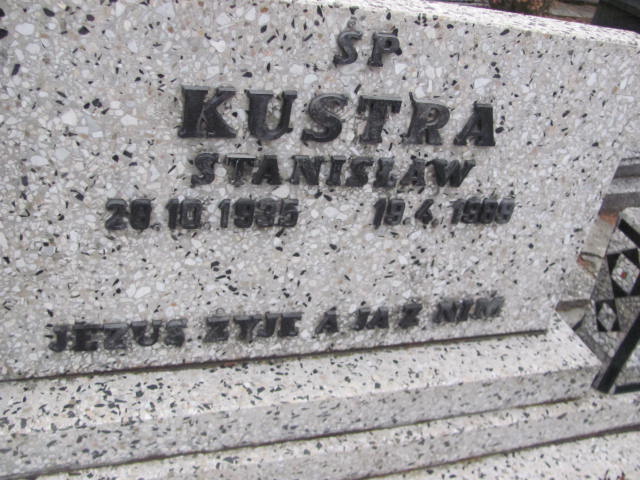 ŚP
KUSTRA
STANISŁAW
28.10.1935 19.4.1989
JEZUS ŻYJE A JA Z NIM